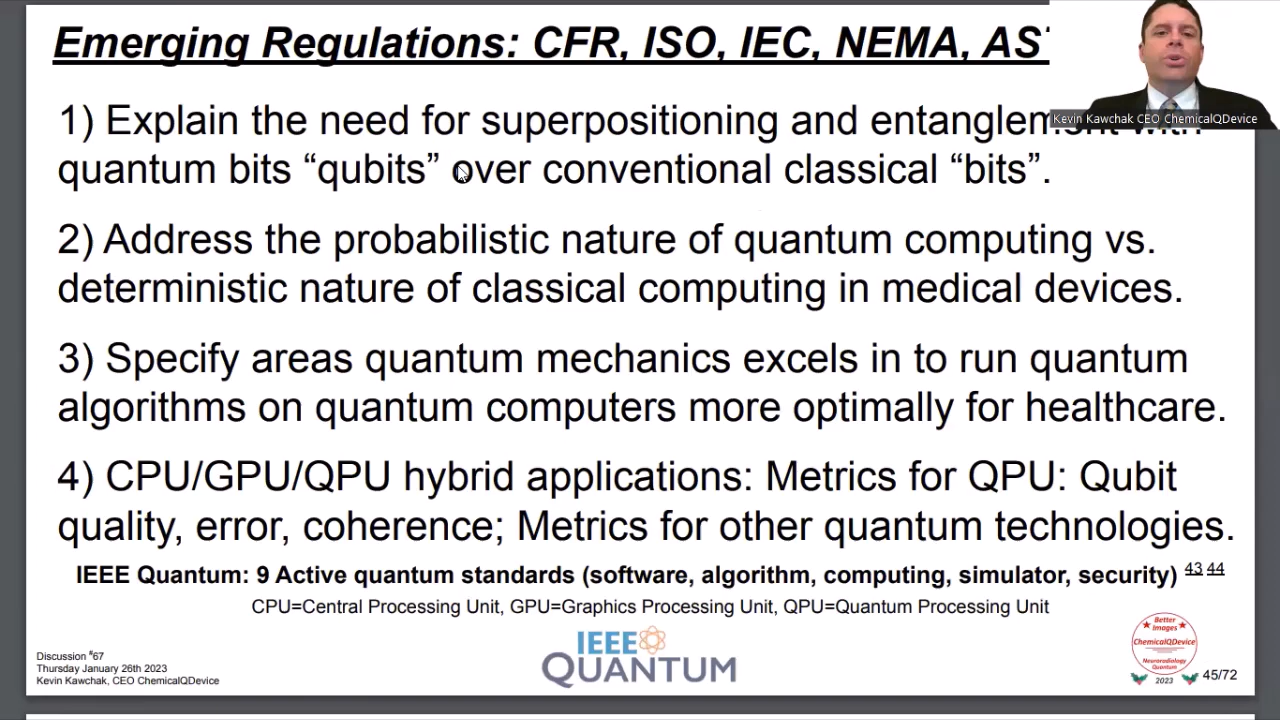 Emerging Regulations: CFR, ISO, IEC, NEMA,
Kevin Kawchak CEO ChemicalQDevice
1) Explain the need for superpositioning and entanglement with
quantum bits “qubits” over conventional classical “bits”.
2) Address the probabilistic nature of quantum computing vs.
deterministic nature of classical computing in medical devices.
3) Specify areas quantum mechanics excels in to run quantum
algorithms on quantum computers more optimally for healthcare.
4) CPU/GPU/QPU hybrid applications: Metrics for QPU: Qubit
quality, error, coherence; Metrics for other quantum technologies.
IEEE Quantum: 9 Active quantum standards (software, algorithm, computing, simulator, security) 43 44
CPU=Central Processing Unit, GPU=Graphics Processing Unit, QPU=Quantum Processing Unit
IEEE
QUANTUM
Discussion #67
Thursday January 26th 2023
Kevin Kawchak, CEO ChemicalQDevice
Better
Images
ChemicalQDevice
Neuroradiology
Quantum
2023
45/72